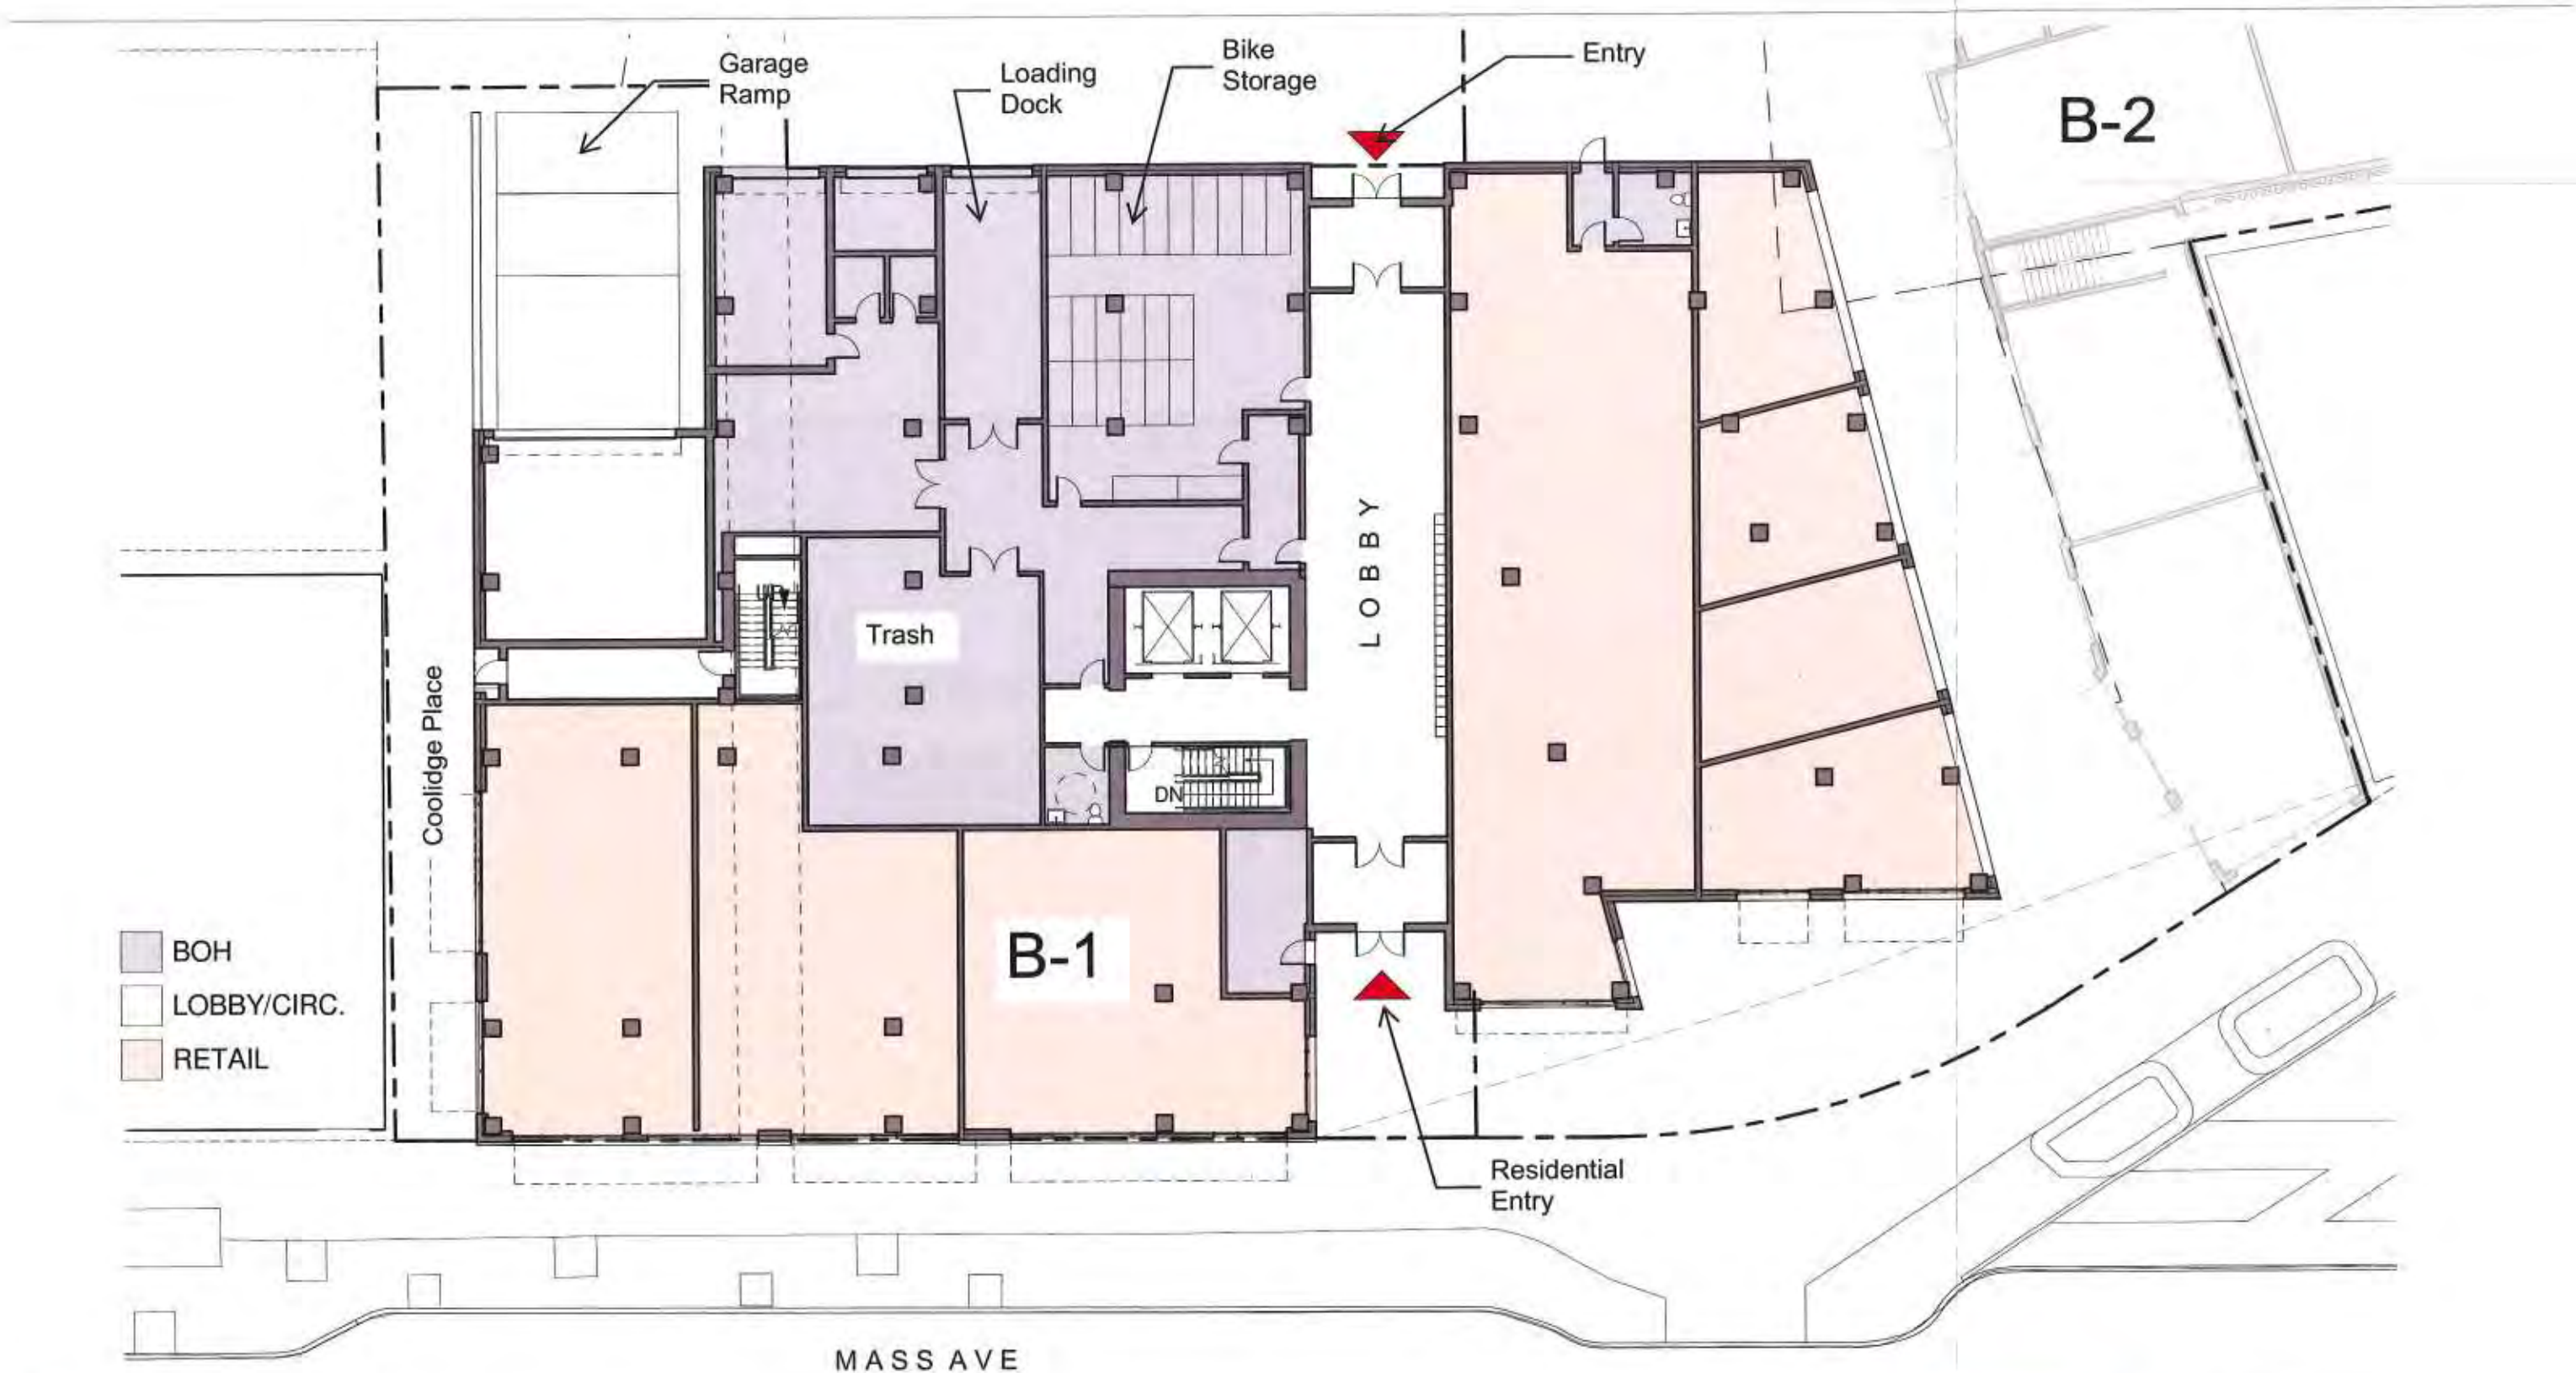 Garage
Ramp
Loading
Dock
Bike
Storage
Entry
B-2
LOBBY
Trash
Coolidge Place
DN
B-1
BOH
LOBBY/CIRC.
RETAIL
Residential
Entry
MASS AVE